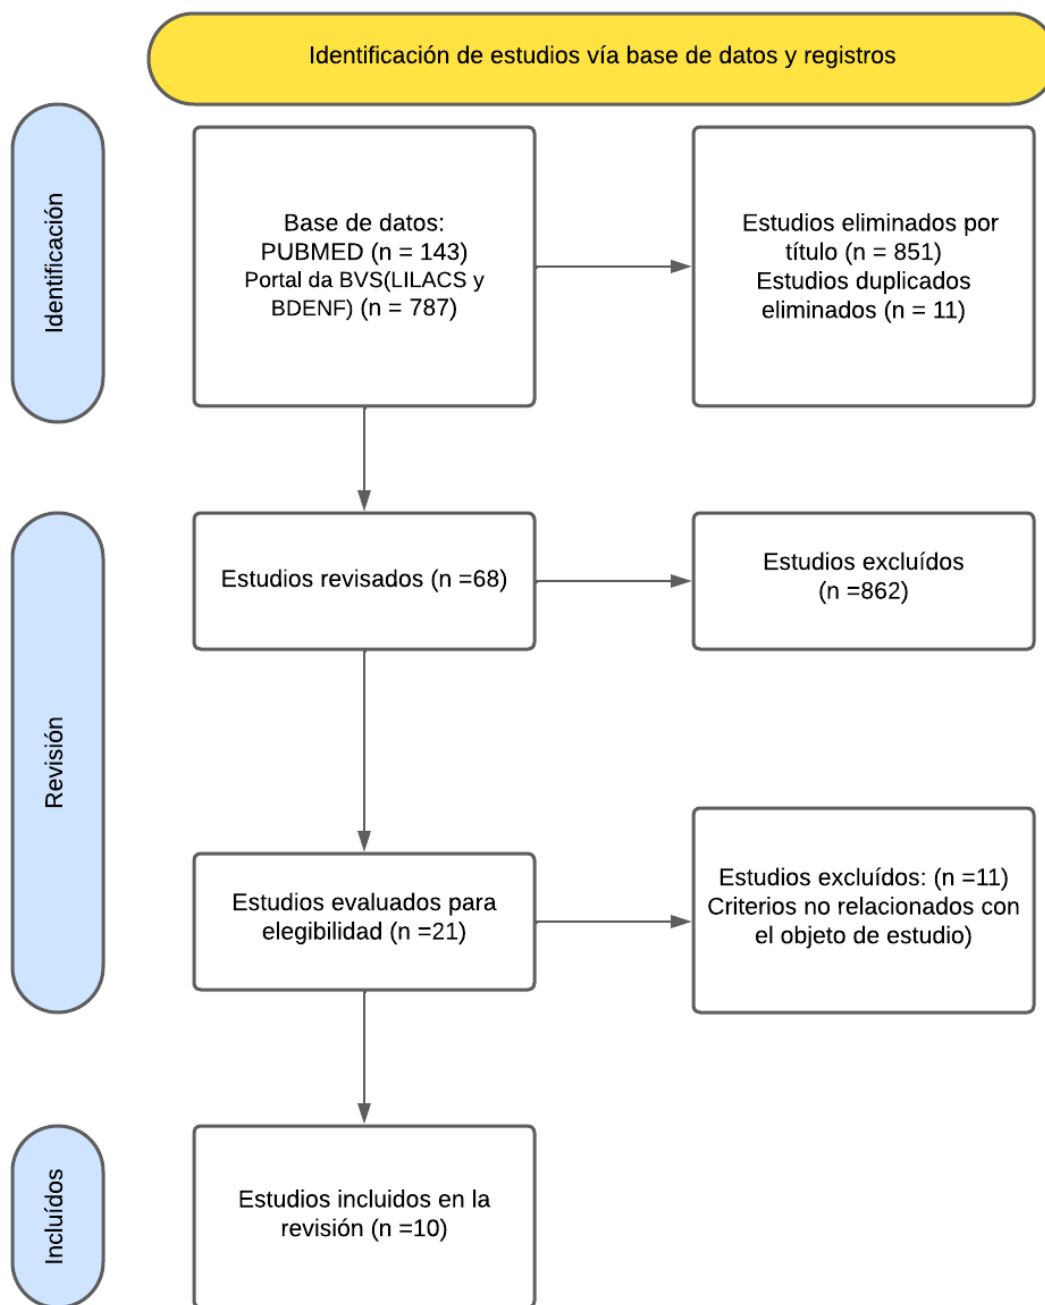 Identificación de estudios vía base de datos y registros
Identificación
Base de datos:
PUBMED (n = 143)
Portal da BVS(LILACS y
BDENF) (n = 787)
Estudios eliminados por
título (n = 851)
Estudios duplicados
eliminados (n = 11)
Revisión
Estudios revisados (n =68)
Estudios excluídos
(n =862)
Estudios evaluados para
elegibilidad (n =21)
Estudios excluídos: (n =11)
Criterios no relacionados con
el objeto de estudio)
Incluídos
Estudios incluidos en la
revisión (n =10)